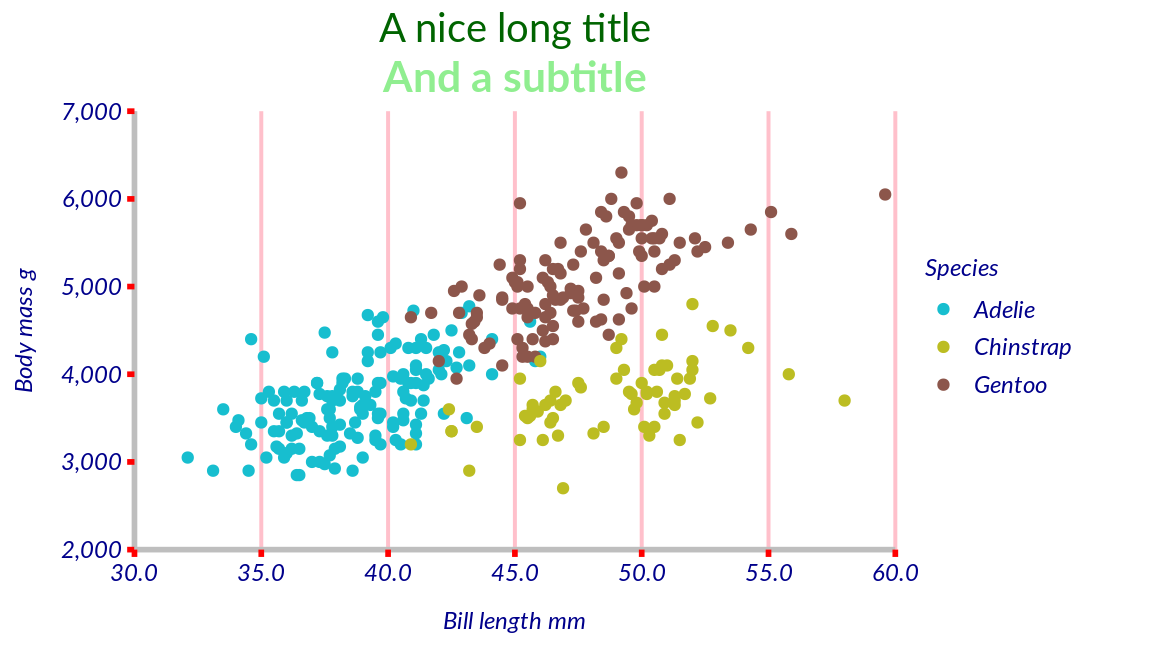 A nice long title
And a subtitle
7,000
6,000
5,000
4,000
3,000
2,000
Body mass g
30.0 35.0 40.0 45.0 50.0 55.0 60.0
Bill length mm
Species
Adelie
Chinstrap
Gentoo